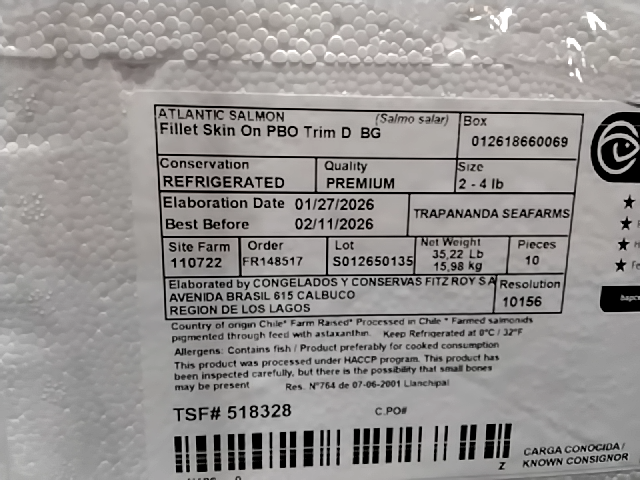 ATLANTIC SALMON (Salmo salar)
Fillet Skin On PBO Trim D BG
Box
012618660069
Conservation
REFRIGERATED
Quality
PREMIUM
Size
2 - 4 lb
Elaboration Date 01/27/2026
Best Before 02/11/2026
TRAPANANDA SEAFARMS
Site Farm
110722
Order
FR148517
Lot
S012650135
Net Weight
35,22 Lb
15,98 kg
Pieces
10
Elaborated by CONGELADOS Y CONSERVAS FITZ ROY S.A
AVENIDA BRASIL 615 CALBUCO
REGION DE LOS LAGOS
Resolution
10156
Country of origin Chile* Farm Raised* Processed in Chile * Farmed salmonids
pigmented through feed with astaxanthin. Keep Refrigerated at 0°C / 32°F
Allergens: Contains fish / Product preferably for cooked consumption
This product was processed under HACCP program. This product has
been inspected carefully, but there is the possibility that small bones
may be present Res. N°764 de 07-06-2001 Llanchipal
TSF# 518328
C.PO#
Z
CARGA CONOCIDA /
KNOWN CONSIGNOR